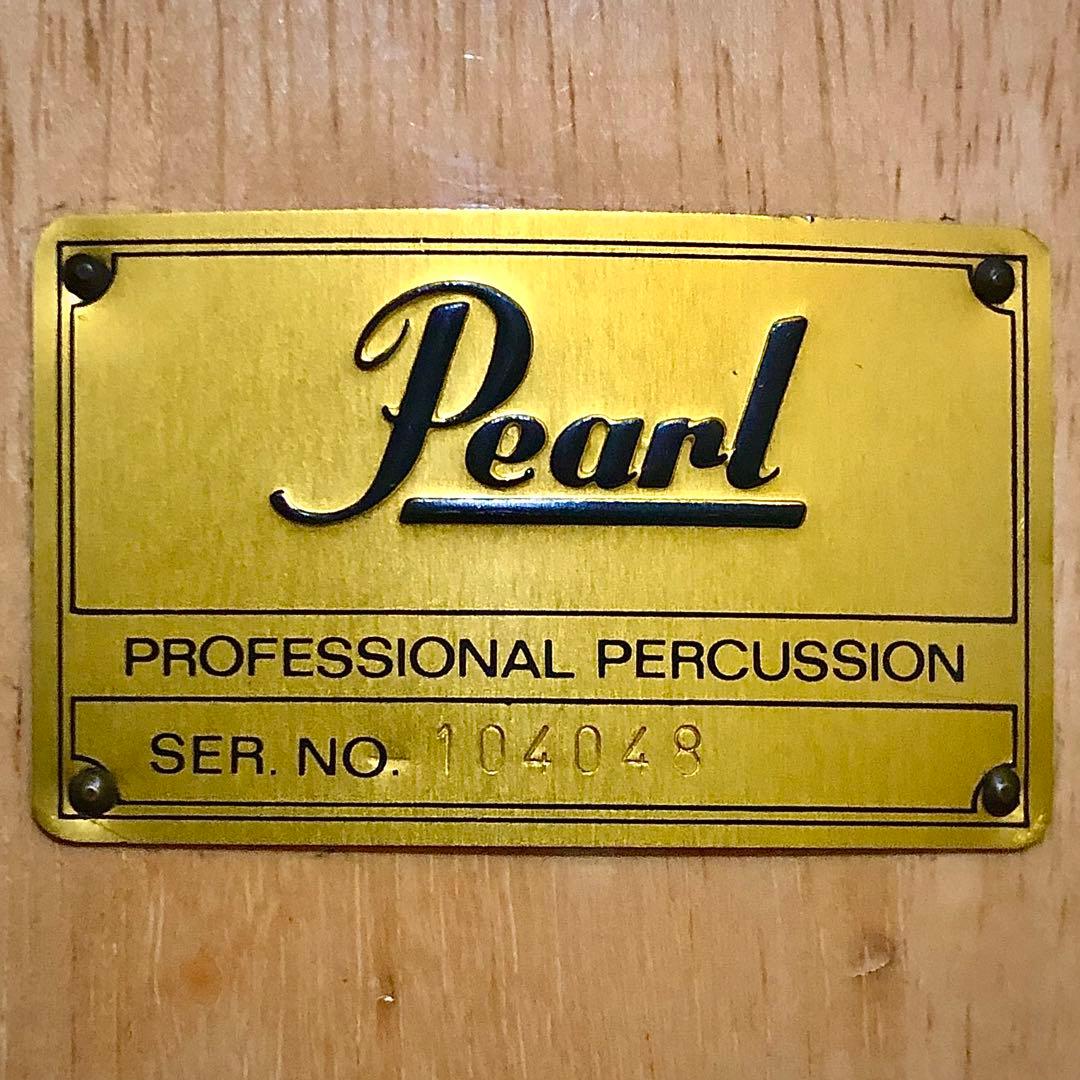 Pearl
PROFESSIONAL PERCUSSION
SER. NO. 104048